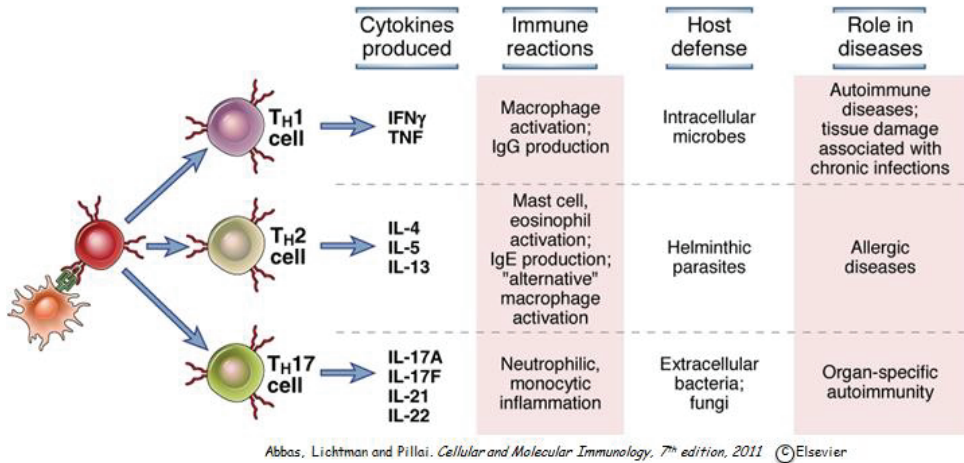 Cytokines
produced
Immune
reactions
Host
defense
Role in
diseases
TH1
cell
IFNγ
TNF
Macrophage
activation;
IgG production
Intracellular
microbes
Autoimmune
diseases;
tissue damage
associated with
chronic infections
TH2
cell
IL-4
IL-5
IL-13
Mast cell,
eosinophil
activation;
IgE production;
"alternative"
macrophage
activation
Helminthic
parasites
Allergic
diseases
TH17
cell
IL-17A
IL-17F
IL-21
IL-22
Neutrophilic,
monocytic
inflammation
Extracellular
bacteria;
fungi
Organ-specific
autoimmunity
Abbas, Lichtman and Pillai. Cellular and Molecular Immunology, 7th edition, 2011 © Elsevier